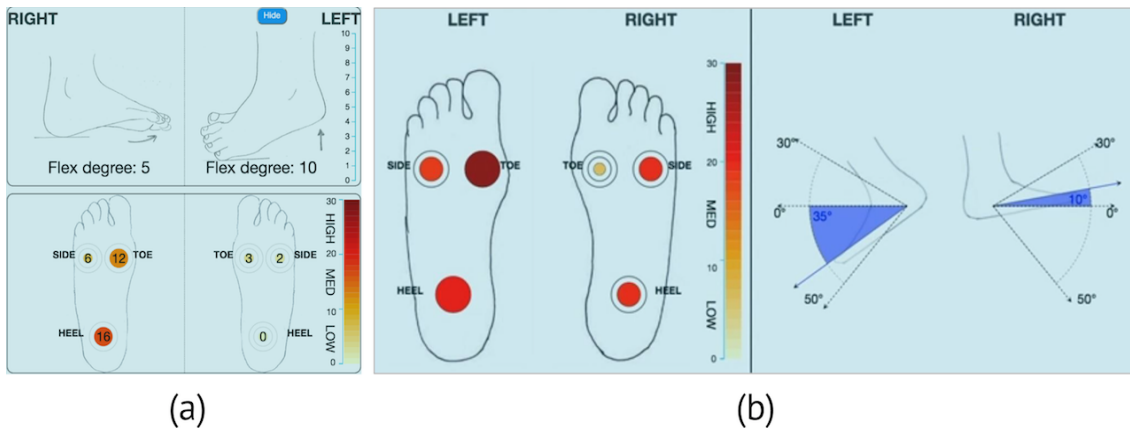 RIGHT
Hide
LEFT
10
9
8
7
6
5
4
3
2
1
0
Flex degree: 5
Flex degree: 10
SIDE
6
12
TOE
TOE
3
2
SIDE
HEEL
16
0
HEEL
30
20
10
0
HIGH
MED
LOW
(a)
LEFT
RIGHT
SIDE
TOE
TOE
SIDE
HEEL
HEEL
30
20
10
0
HIGH
MED
LOW
LEFT
RIGHT
30°
0°
35°
50°
30°
10°
0°
50°
(b)